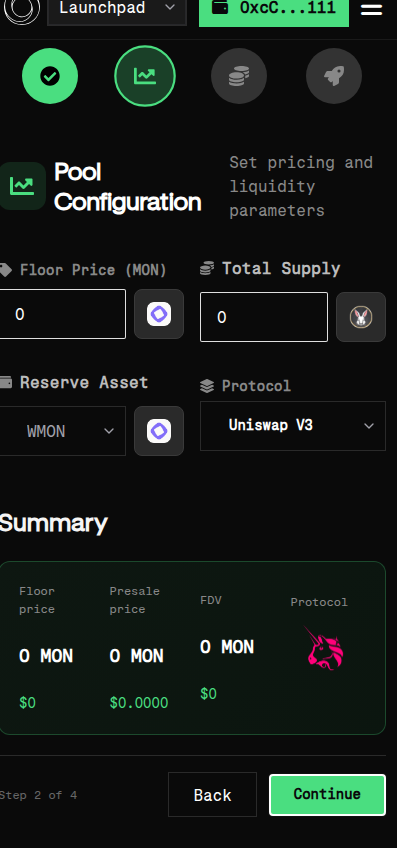 Launchpad
0xcC...111
Pool
Configuration
Set pricing and
liquidity
parameters
Floor Price (MON)
Total Supply
0
0
Reserve Asset
Protocol
WMON
Uniswap V3
Summary
Floor
price
Presale
price
FDV
Protocol
0 MON
0 MON
0 MON
$0
$0.0000
$0
Step 2 of 4
Back
Continue